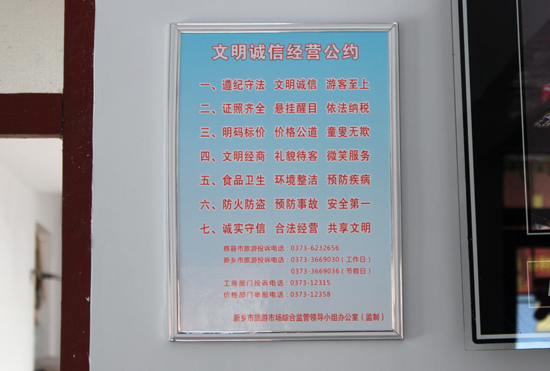 文明诚信经营公约
一、遵纪守法 文明诚信 游客至上
二、证照齐全 悬挂醒目 依法纳税
三、明码标价 价格公道 童叟无欺
四、文明经商 礼貌待客 微笑服务
五、食品卫生 环境整洁 预防疾病
六、防火防盗 预防事故 安全第一
七、诚实守信 合法经营 共享文明
辉县市旅游投诉电话：0373-6232656
新乡市旅游投诉电话：0373-3669030（工作日）
0373-3669036（节假日）
工商部门投诉电话：0373-12315
价格部门举报电话：0373-12358
新乡市旅游市场综合监管领导小组办公室（监制）